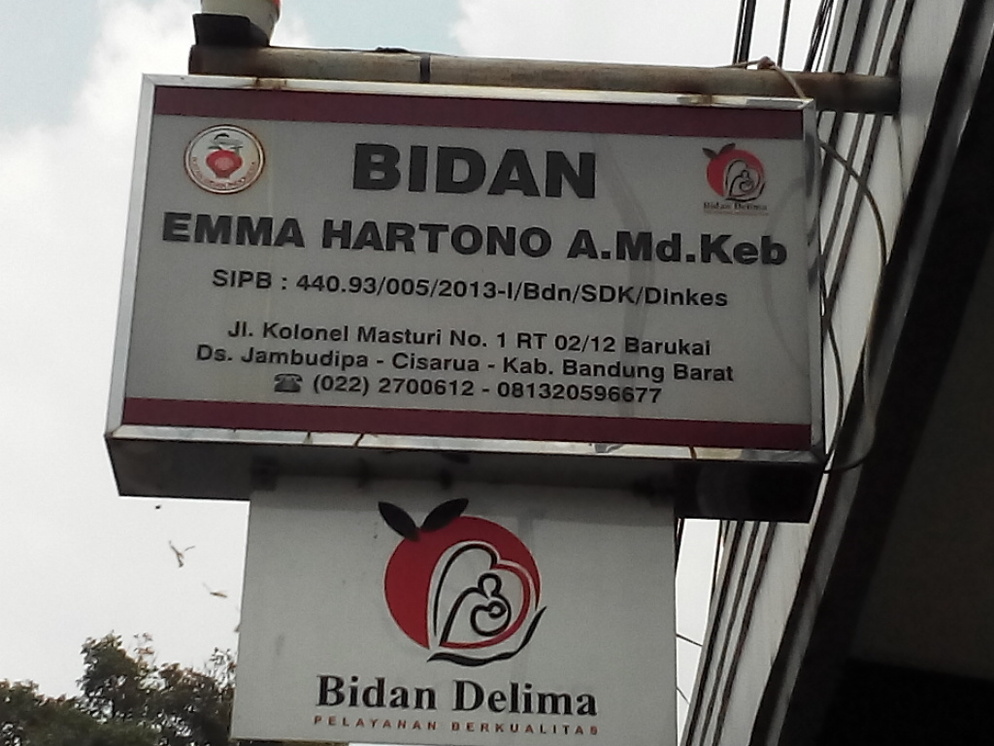 BIDAN
Bidan Delima
EMMA HARTONO A.Md.Keb
SIPB : 440.93/005/2013-I/Bdn/SDK/Dinkes
Jl. Kolonel Masturi No. 1 RT 02/12 Barukai
Ds. Jambudipa - Cisarua - Kab. Bandung Barat
☎ (022) 2700612 - 081320596677
Bidan Delima
PELAYANAN BERKUALITAS